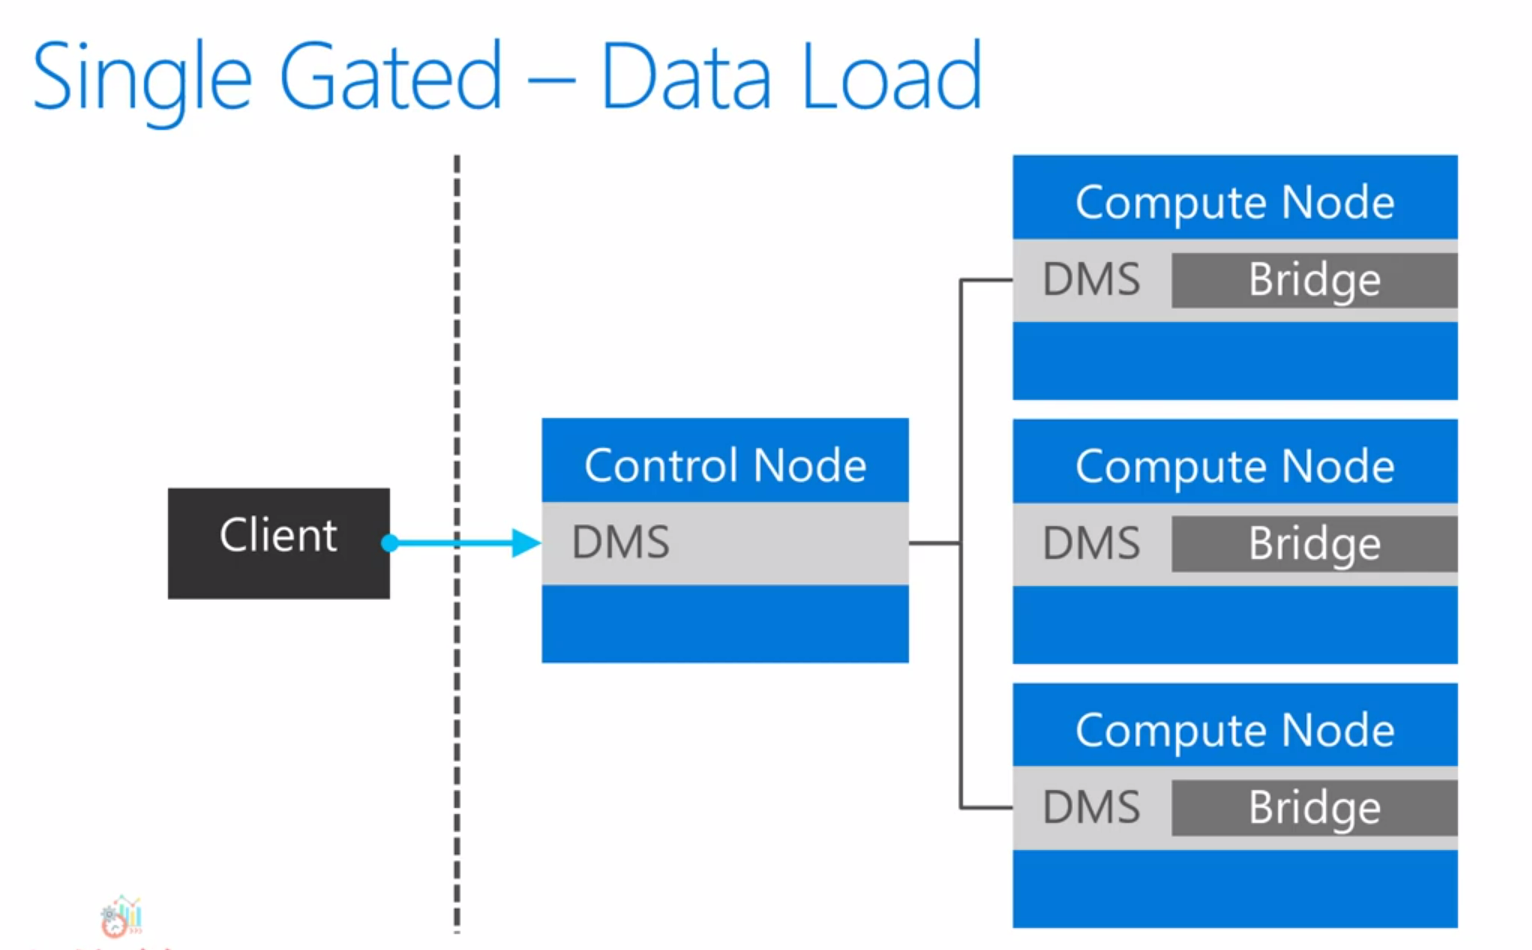 Single Gated – Data Load
Compute Node
DMS Bridge
Control Node
Client
DMS
Compute Node
DMS Bridge
Compute Node
DMS Bridge